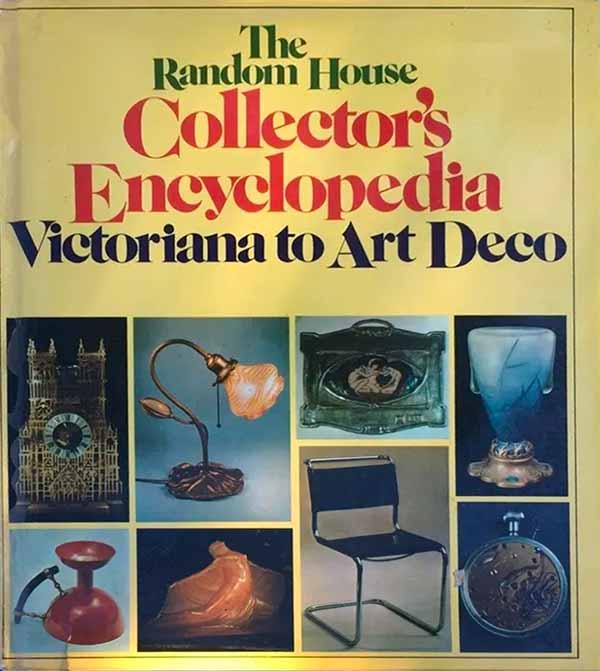 The
Random House
Collector's
Encyclopedia
Victoriana to Art Deco